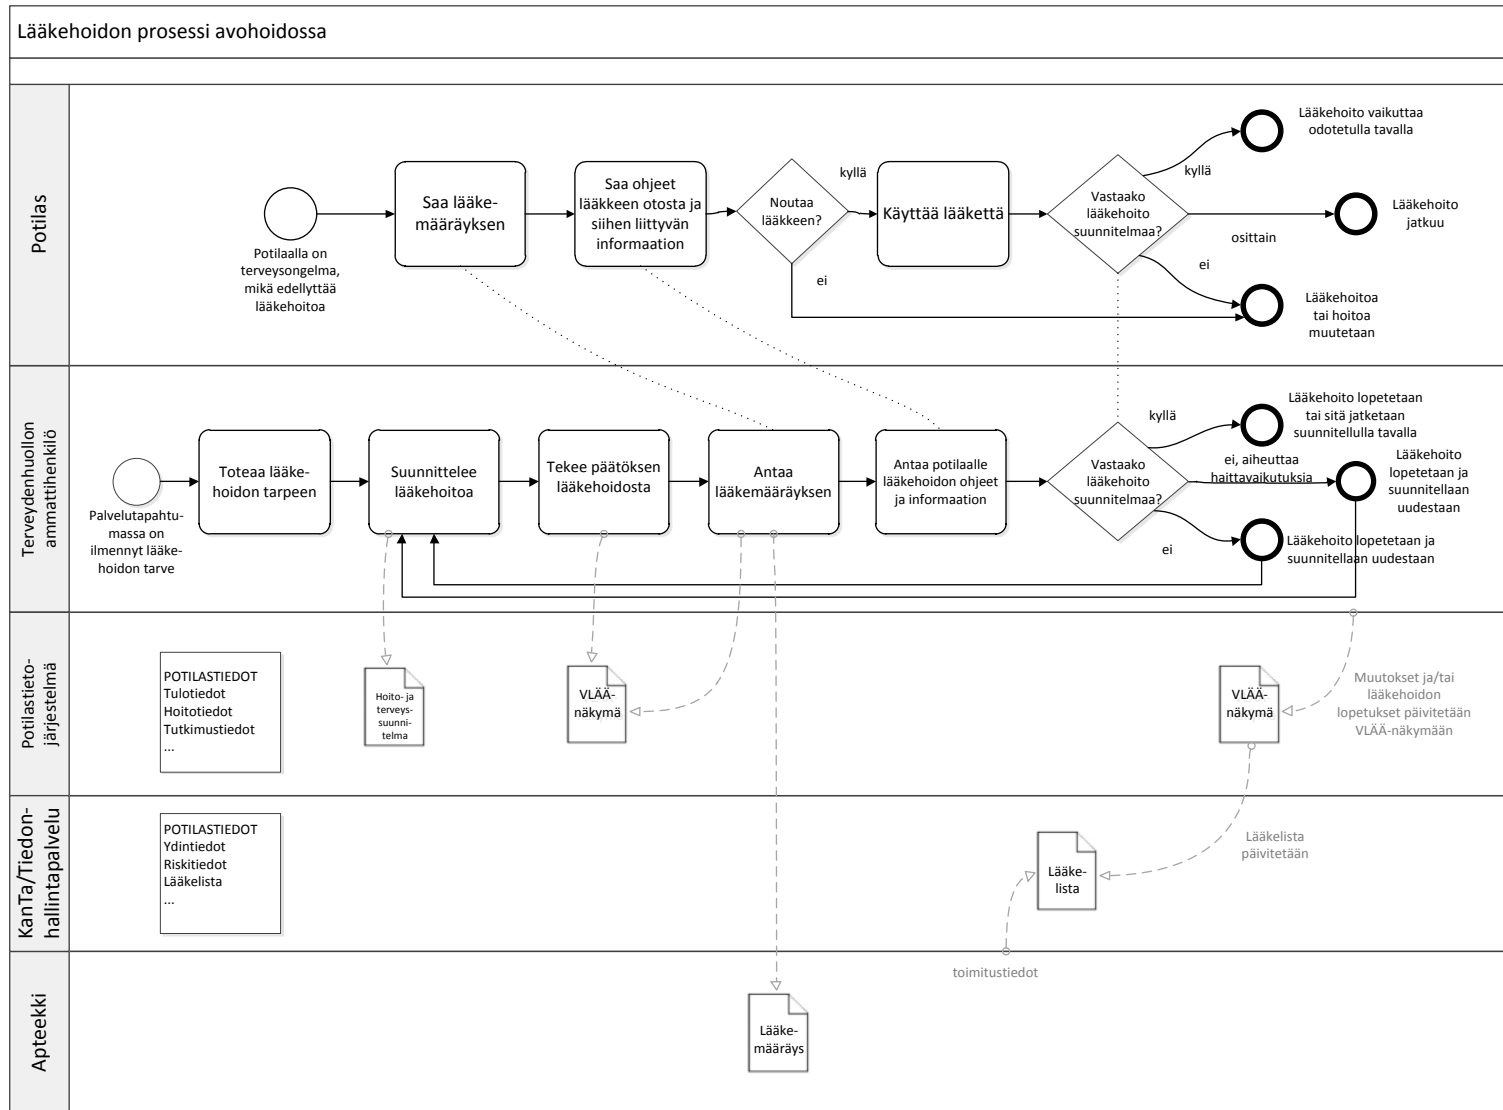 Lääkehoidon prosessi avohoidossa
Potilas
Potilaalla on
terveysongelma,
mikä edellyttää
lääkehoitoa
Saa lääke-
määräyksen
Saa ohjeet
lääkkeen otosta ja
siihen liittyvän
informaation
Noutaa
lääkkeen?
kyllä
ei
Käyttää lääkettä
Vastaako
lääkehoito
suunnitelmaa?
kyllä
osittain
ei
Lääkehoito vaikuttaa
odotetulla tavalla
Lääkehoito
jatkuu
Lääkehoitoa
tai hoitoa
muutetaan
Terveydenhuollon
ammattihenkilö
Palvelutapahtu-
massa on
ilmennyt lääke-
hoidon tarve
Toteaa lääke-
hoidon tarpeen
Suunnittelee
lääkehoitoa
Tekee päätöksen
lääkehoidosta
Antaa
lääkemääräyksen
Antaa potilaalle
lääkehoidon ohjeet
ja informaation
Vastaako
lääkehoito
suunnitelmaa?
kyllä
ei, aiheuttaa
haittavaikutuksia
ei
Lääkehoito lopetetaan
tai sitä jatketaan
suunnitellulla tavalla
Lääkehoito
lopetetaan ja
suunnitellaan
uudestaan
Lääkehoito lopetetaan ja
suunnitellaan uudestaan
Potilastieto-
järjestelmä
POTILASTIEDOT
Tulotiedot
Hoitotiedot
Tutkimustiedot
...
Hoito- ja
terveys-
suunni-
telma
VLÄÄ-
näkymä
VLÄÄ-
näkymä
Muutokset ja/tai
lääkehoidon
lopetukset päivitetään
VLÄÄ-näkymään
KanTa/Tiedon-
hallintapalvelu
POTILASTIEDOT
Ydintiedot
Riskitiedot
Lääkelista
...
Lääke-
lista
Lääkelista
päivitetään
Apteekki
toimitustiedot
Lääke-
määräys